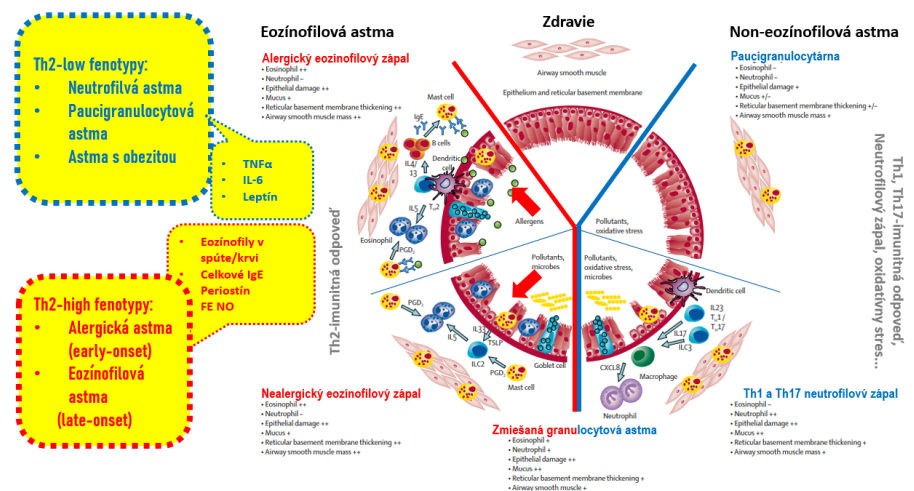 Th2-low fenotypy:
• Neutrofilvá astma
• Paucigranulocytová
astma
• Astma s obezitou
• TNFα
• IL-6
• Leptín
• Eozínofily v
spúte/krvi
• Celkové IgE
• Periostín
• FE NO
Th2-high fenotypy:
• Alergická astma
(early-onset)
• Eozínofilová
astma
(late-onset)
Th2-imunitná odpoveď
Eozínofilová astma
Alergický eozinofilový zápal
• Eosinophil ++
• Neutrophil –
• Epithelial damage ++
• Mucus +
• Reticular basement membrane thickening ++
• Airway smooth muscle mass ++
Mast cell
IgE
B cells
IL4/
13
Dendritic
cell
IL5
TH2
Eosinophil
PGD2
Allergens
Zdravie
Airway smooth muscle
Epithelium and reticular basement membrane
Non-eozínofilová astma
Paucigranulocytárna
• Eosinophil –
• Neutrophil –
• Epithelial damage +
• Mucus +/–
• Reticular basement membrane thickening +/–
• Airway smooth muscle mass +
Pollutants,
oxidative stress
Th1, Th17-imunitná odpoveď,
Neutrofilový zápal, oxidatívny stres...
Pollutants,
microbes
PGD2
IL5
IL33
TSLP
ILC2
PGD2
Goblet cell
Mast cell
Nealergický eozinofilový zápal
• Eosinophil ++
• Neutrophil –
• Epithelial damage ++
• Mucus +
• Reticular basement membrane thickening ++
• Airway smooth muscle mass ++
Pollutants,
oxidative stress,
microbes
Dendritic cell
IL23
TH1/
TH17
IL17
ILC3
CXCL8
Macrophage
Neutrophil
Th1 a Th17 neutrofilový zápal
• Eosinophil –
• Neutrophil ++
• Epithelial damage ++
• Mucus ++
• Reticular basement membrane thickening +
• Airway smooth muscle mass +
Zmiešaná granulocytová astma
• Eosinophil +
• Neutrophil +
• Epithelial damage ++
• Mucus ++
• Reticular basement membrane thickening +
• Airway smooth muscle +